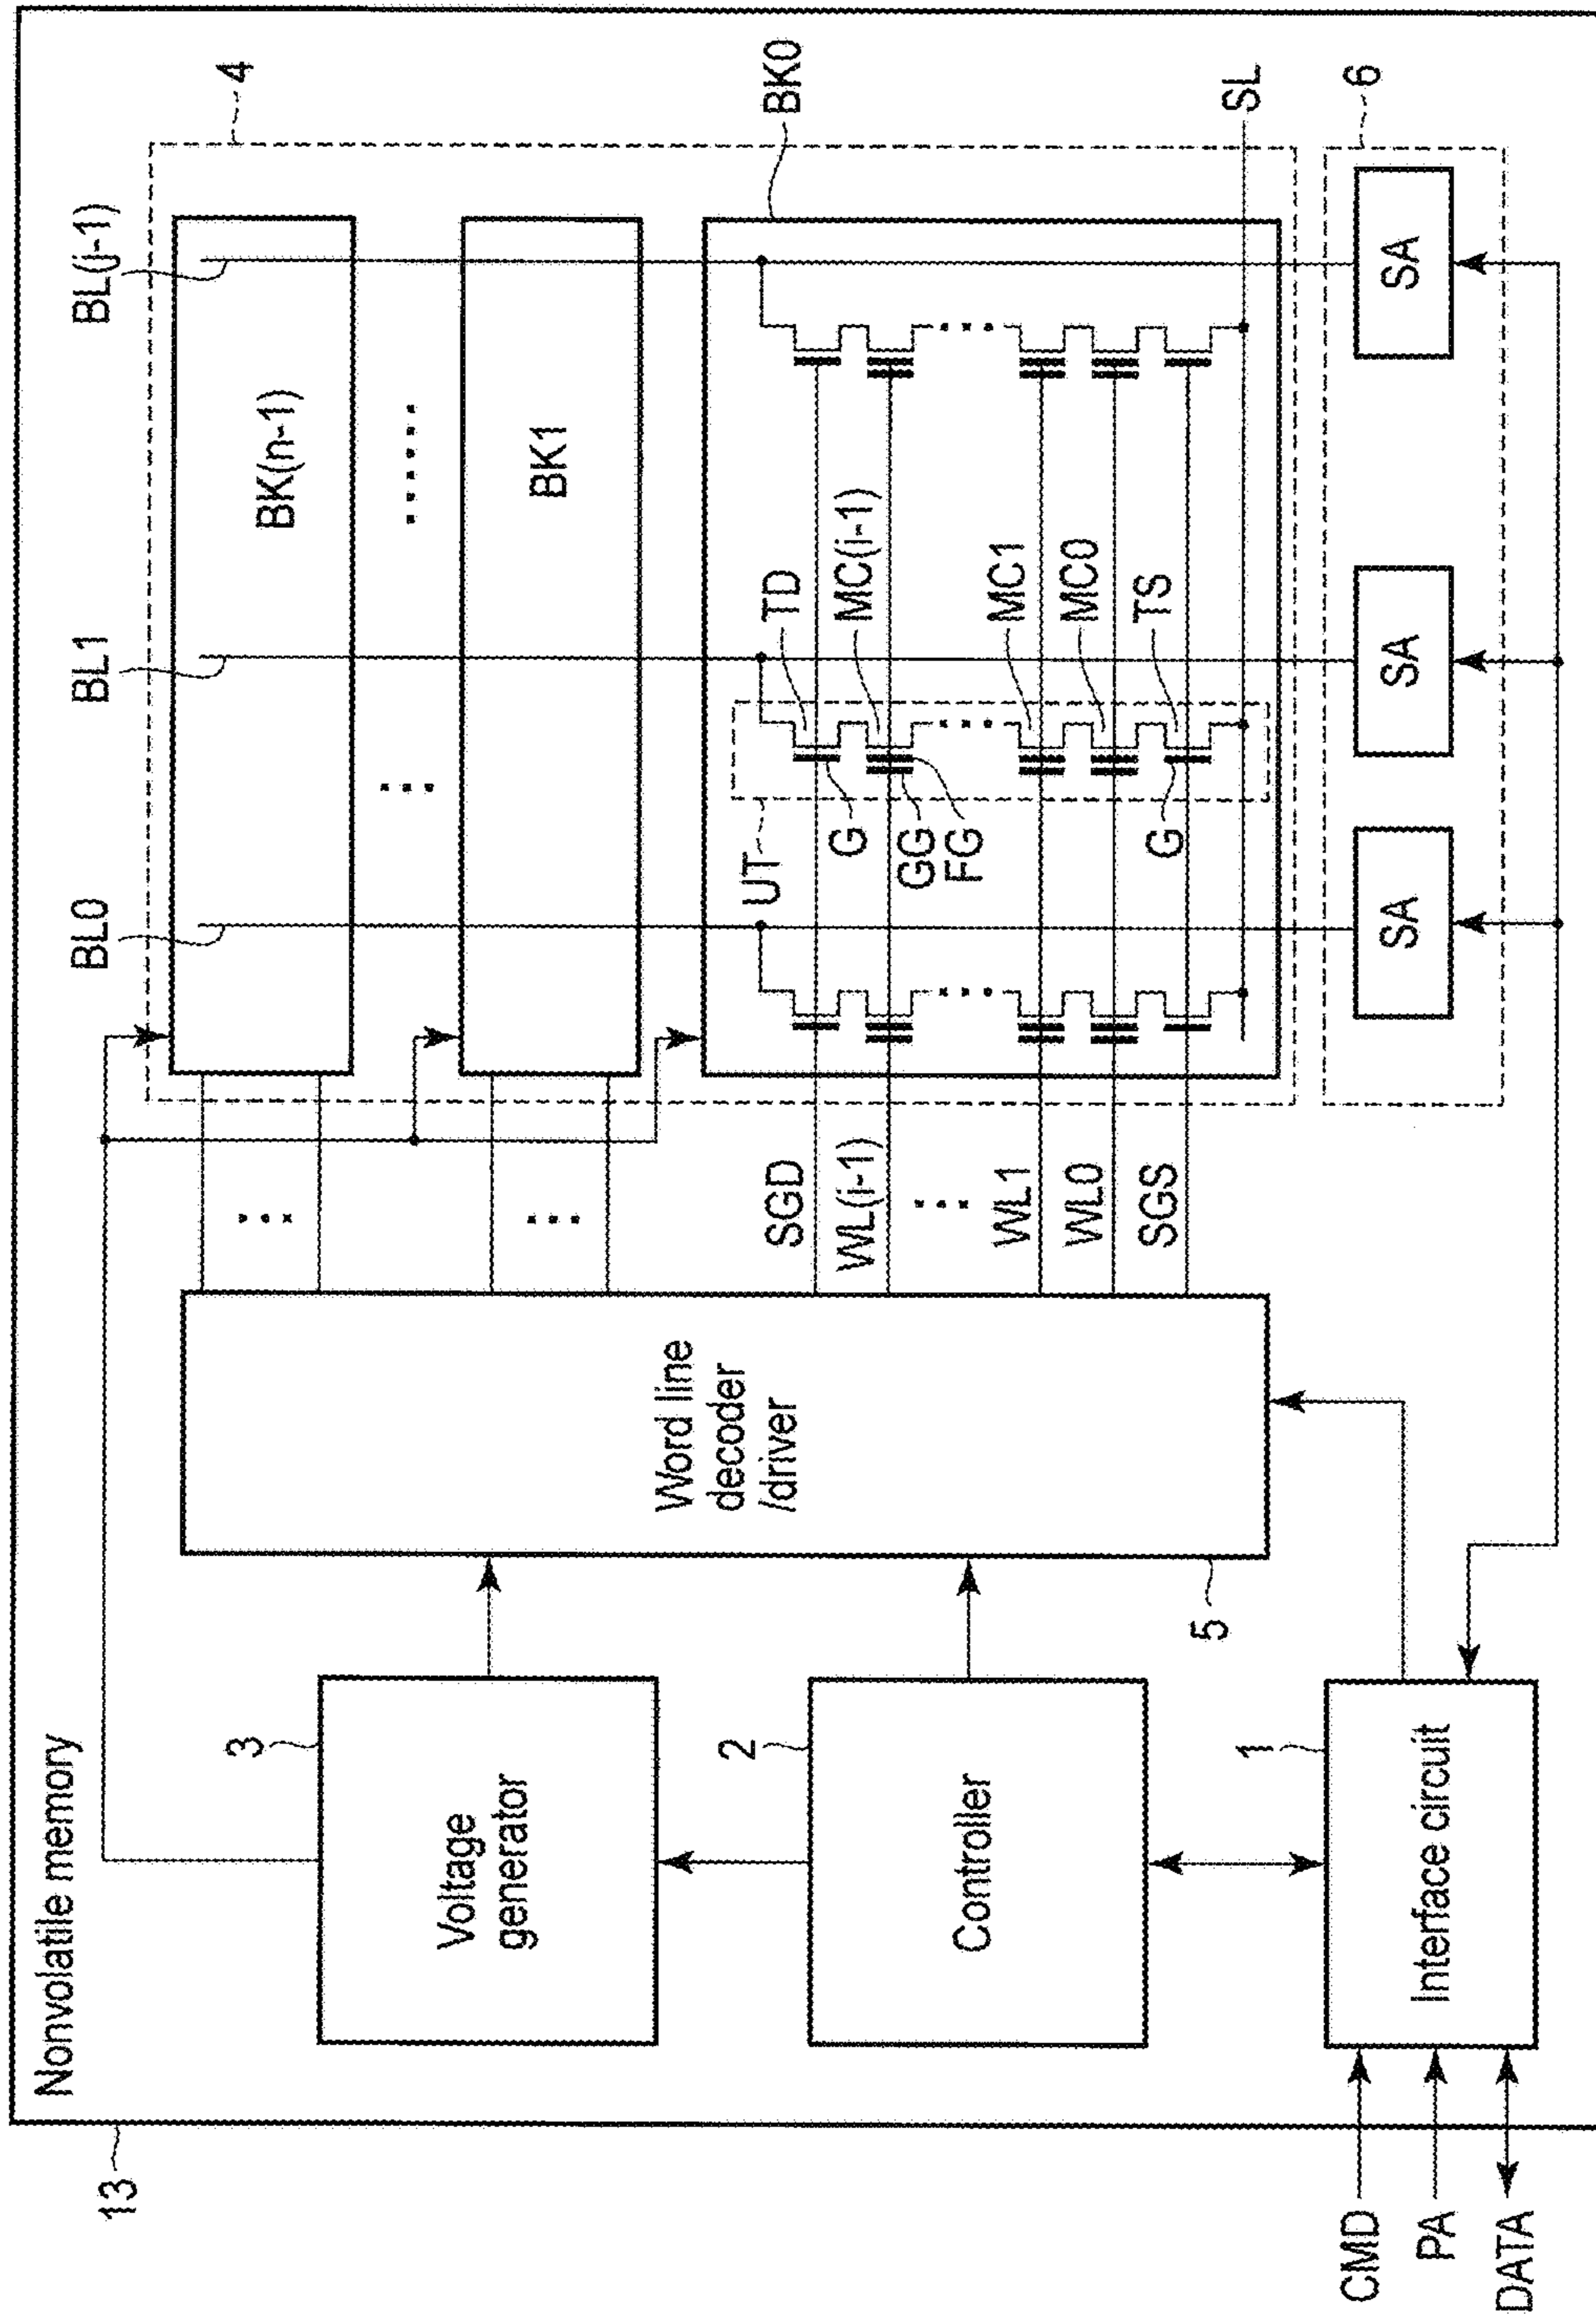 Nonvolatile memory
13
CMD
PA
DATA
Voltage
generator
3
Controller
2
Interface circuit
1
Word line
decoder
/driver
5
SGD
WL(i-1)
WL1
WL0
SGS
BL0
BL1
BL(j-1)
4
BK(n-1)
BK1
BK0
UT
G
GG
FG
G
TD
MC(i-1)
MC1
MC0
TS
SL
6
SA
SA
SA